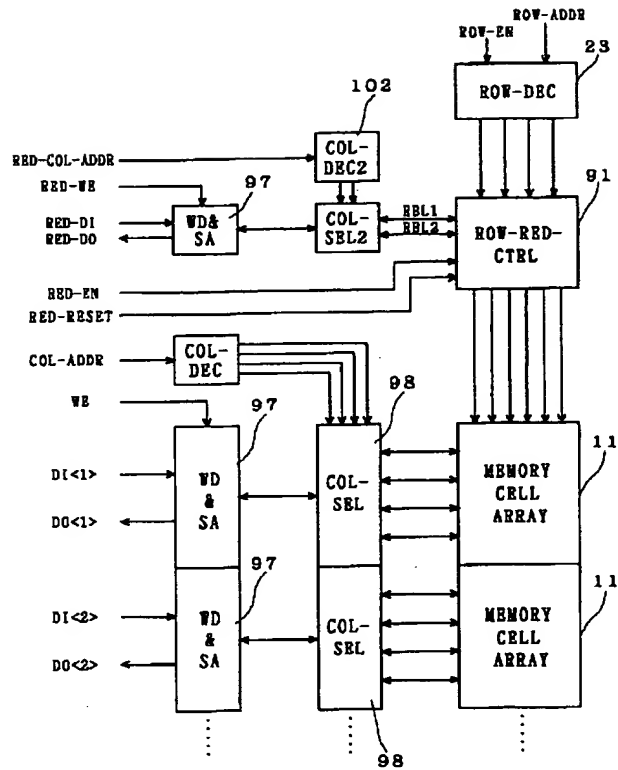 ROW-EN
ROW-ADDR
23
ROW-DEC
102
COL-
DEC2
RED-COL-ADDR
RED-WE
97
91
RED-DI
RED-DO
WD&
SA
COL-
SEL2
RBL1
RBL2
ROW-RED-
CTRL
RED-EN
RED-RESET
COL-ADDR
COL-
DEC
WE
97
98
11
DI<1>
DO<1>
WD
&
SA
COL-
SEL
MEMORY
CELL
ARRAY
97
11
DI<2>
DO<2>
WD
&
SA
COL-
SEL
MEMORY
CELL
ARRAY
98